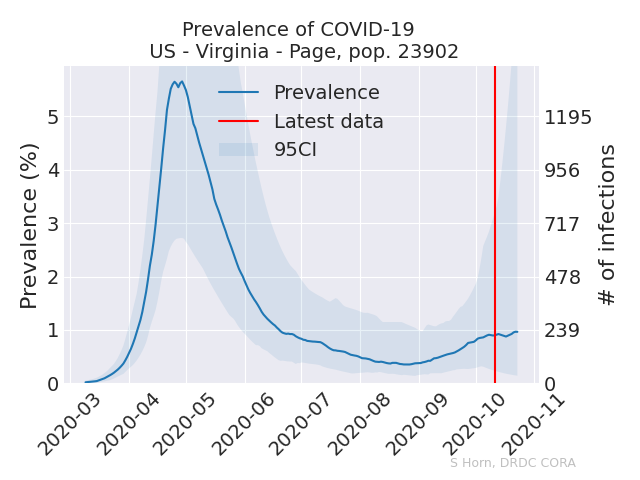 Prevalence of COVID-19
US - Virginia - Page, pop. 23902
Prevalence
Latest data
95CI
Prevalence (%)
5
4
3
2
1
0
1195
956
717
478
239
0
# of infections
2020-03
2020-04
2020-05
2020-06
2020-07
2020-08
2020-09
2020-10
2020-11
S Horn, DRDC CORA